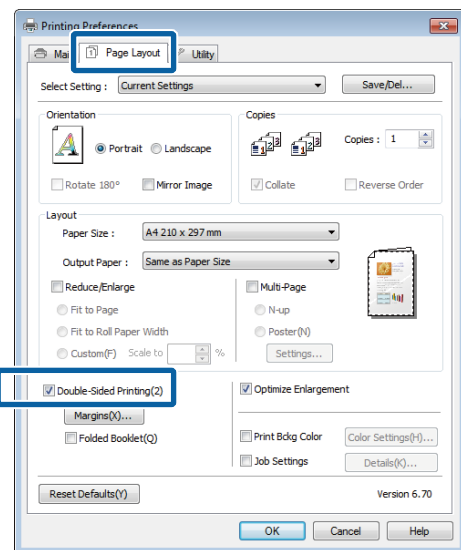 Printing Preferences
Mai Page Layout Utility
Select Setting : Current Settings Save/Del...
Orientation Copies
Portrait Landscape Copies : 1
Rotate 180° Mirror Image Collate Reverse Order
Layout
Paper Size : A4 210 x 297 mm
Output Paper : Same as Paper Size
Reduce/Enlarge Multi-Page
Fit to Page N-up
Fit to Roll Paper Width Poster(N)
Custom(F) Scale to % Settings...
Double-Sided Printing(2) Optimize Enlargement
Margins(X)...
Folded Booklet(Q) Print Bckg Color Color Settings(H)...
Job Settings Details(K)...
Reset Defaults(Y) Version 6.70
OK Cancel Help